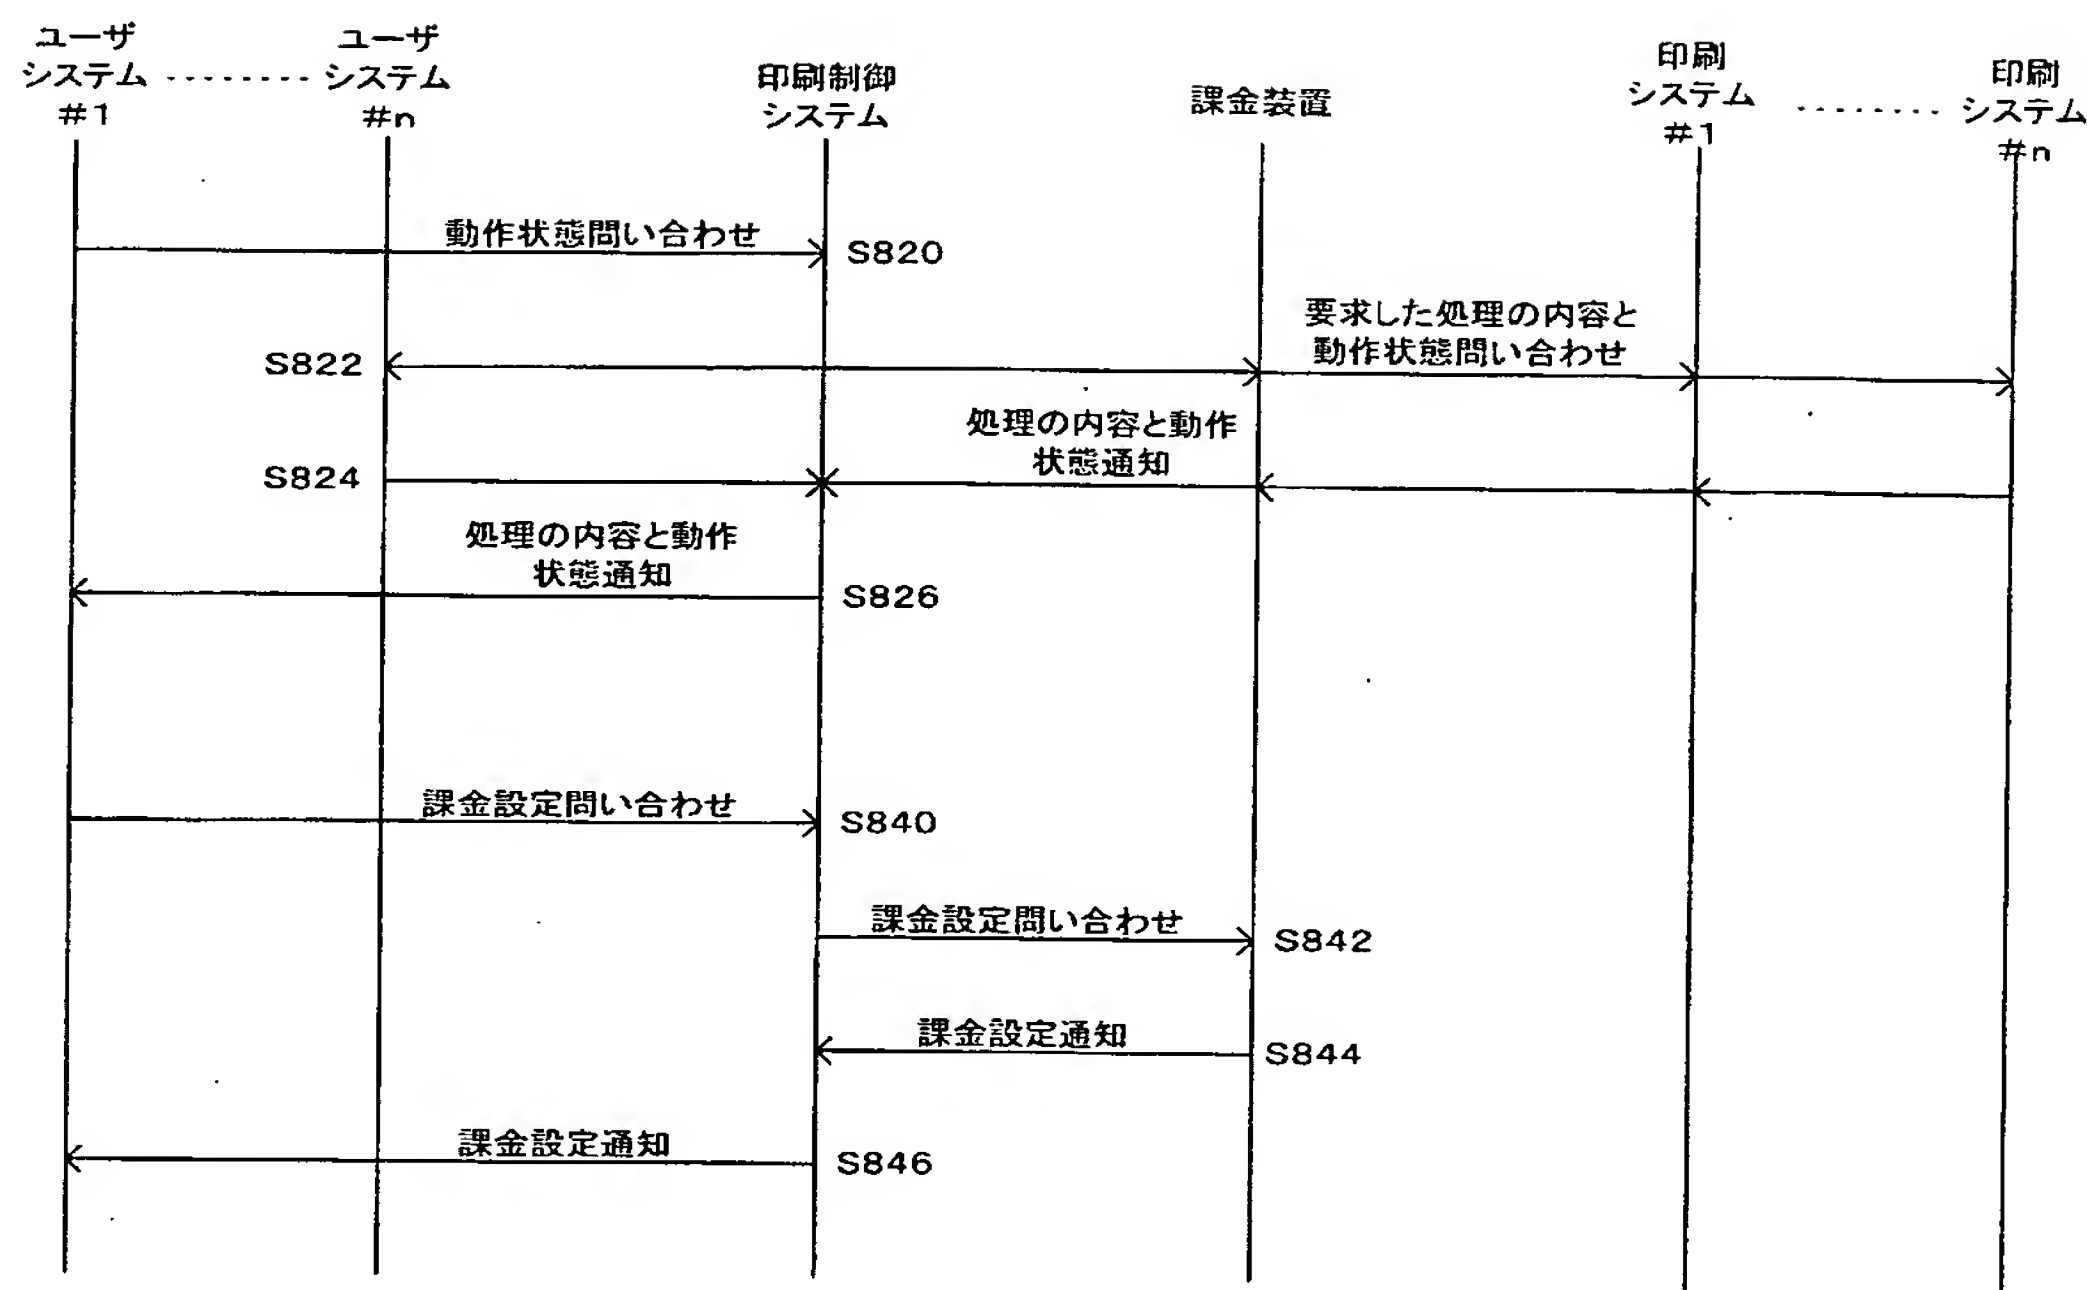 ユーザ
システム
#1
ユーザ
システム
#n
印刷制御
システム
課金装置
印刷
システム
#1
印刷
システム
#n
動作状態問い合わせ
S820
要求した処理の内容と
動作状態問い合わせ
S822
処理の内容と動作
状態通知
S824
処理の内容と動作
状態通知
S826
課金設定問い合わせ
S840
課金設定問い合わせ
S842
課金設定通知
S844
課金設定通知
S846